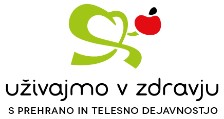 uživajmo v zdravju
S PREHRANO IN TELESNO DEJAVNOSTJO